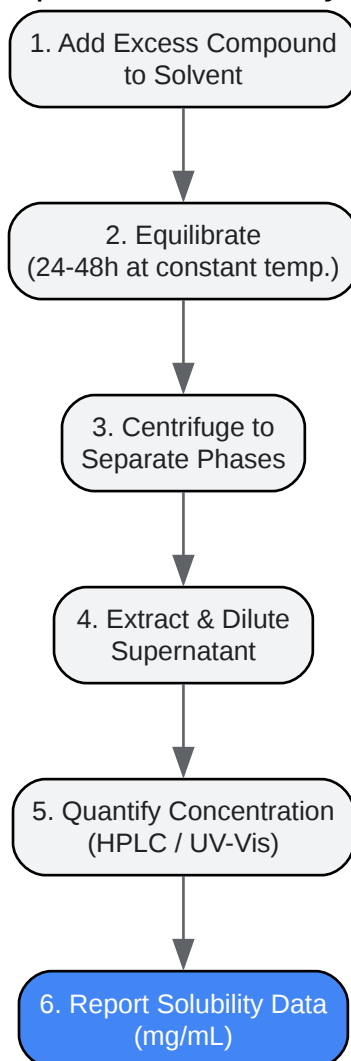 1. Add Excess Compound
to Solvent
2. Equilibrate
(24-48h at constant temp.)
3. Centrifuge to
Separate Phases
4. Extract & Dilute
Supernatant
5. Quantify Concentration
(HPLC / UV-Vis)
6. Report Solubility Data
(mg/mL)